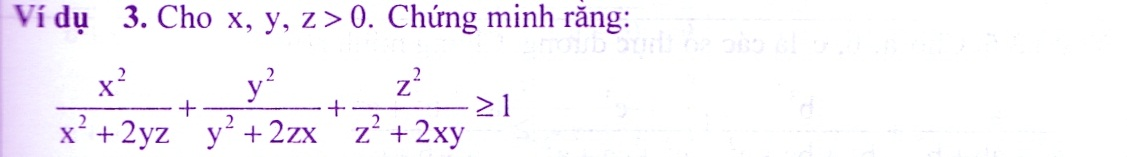 Ví dụ 3. Cho x, y, z > 0. Chứng minh rằng:
x²/(x² + 2yz) + y²/(y² + 2zx) + z²/(z² + 2xy) ≥ 1